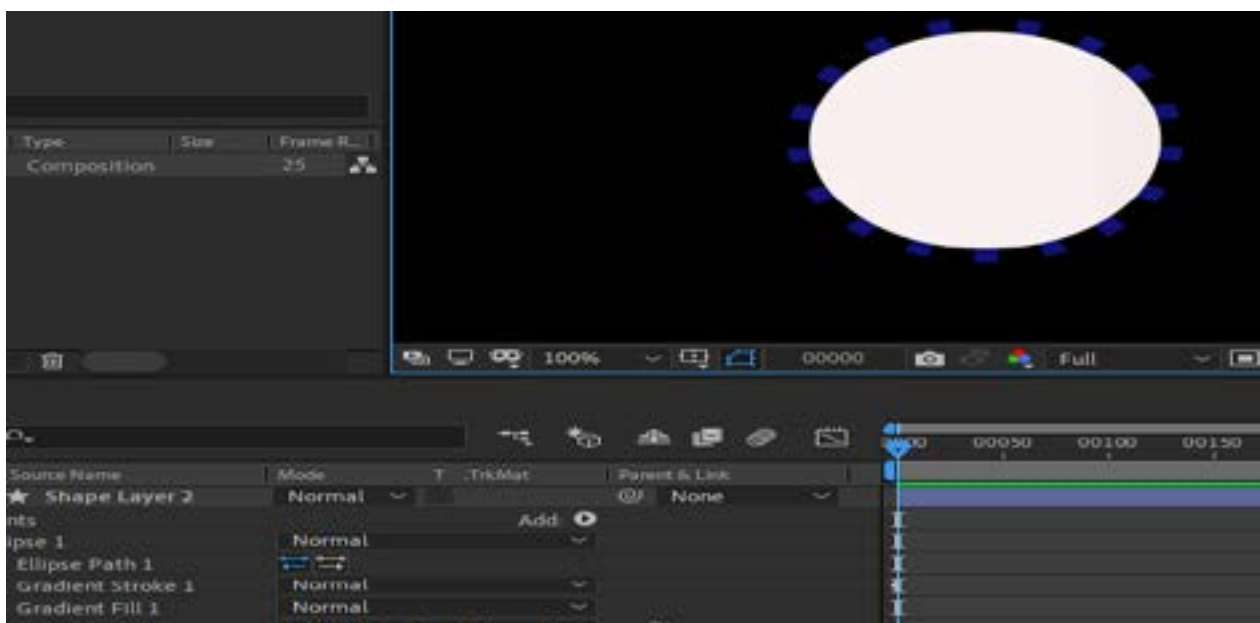 Type Size Frame R...
Composition 25
100% 00000 Full
00050 00100 00150
Source Name Mode T .TrkMat Parent & Link
Shape Layer 2 Normal None
nts Add:
ipse 1 Normal
Ellipse Path 1
Gradient Stroke 1 Normal
Gradient Fill 1 Normal